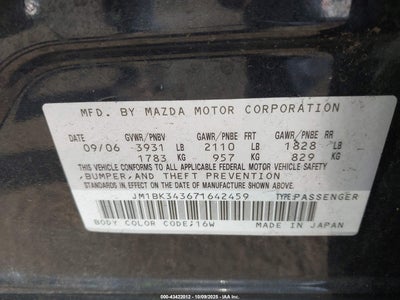 MFD. BY MAZDA MOTOR CORPORATION
DATE GVWR/PNBV GAWR/PNBE FRT GAWR/PNBE RR
09/06 3931 LB 2110 LB 1828 LB
1783 KG 957 KG 829 KG
THIS VEHICLE CONFORMS TO ALL APPLICABLE FEDERAL MOTOR VEHICLE SAFETY
,BUMPER,AND THEFT PREVENTION
STANDARDS IN EFFECT ON THE DATE OF MANUFACTURE SHOWN ABOVE.
JM1BK343671642459 TYPE:PASSENGER
BODY COLOR CODE:16W MADE IN JAPAN
000-43422012 - 10/09/2025 - IAAI.COM